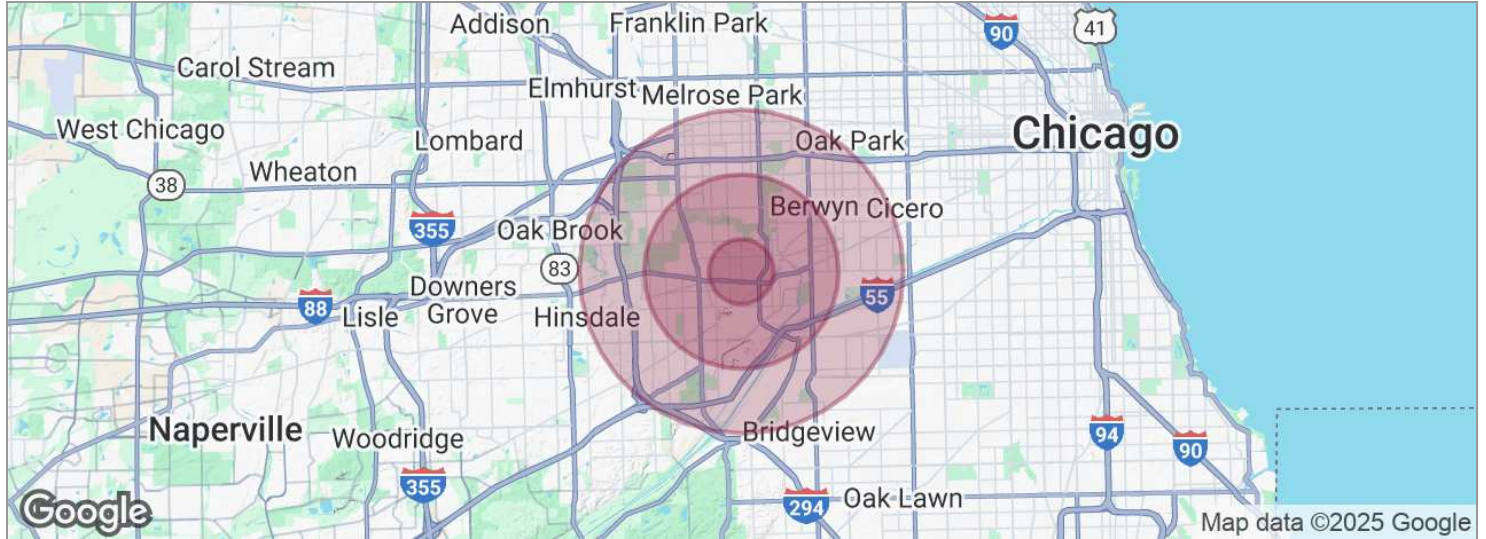 Addison
Franklin Park
90
41
Carol Stream
Elmhurst
Melrose Park
West Chicago
Lombard
Oak Park
Chicago
Wheaton
38
Berwyn
Cicero
355
Oak Brook
83
Downers
Grove
88
55
Lisle
Hinsdale
Naperville
Woodridge
Bridgeview
94
90
355
294
Oak Lawn
Google
Map data ©2025 Google